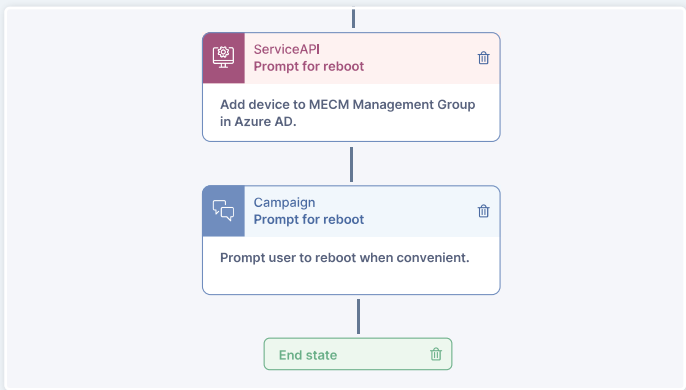 ServiceAPI
Prompt for reboot
Add device to MECM Management Group
in Azure AD.
Campaign
Prompt for reboot
Prompt user to reboot when convenient.
End state